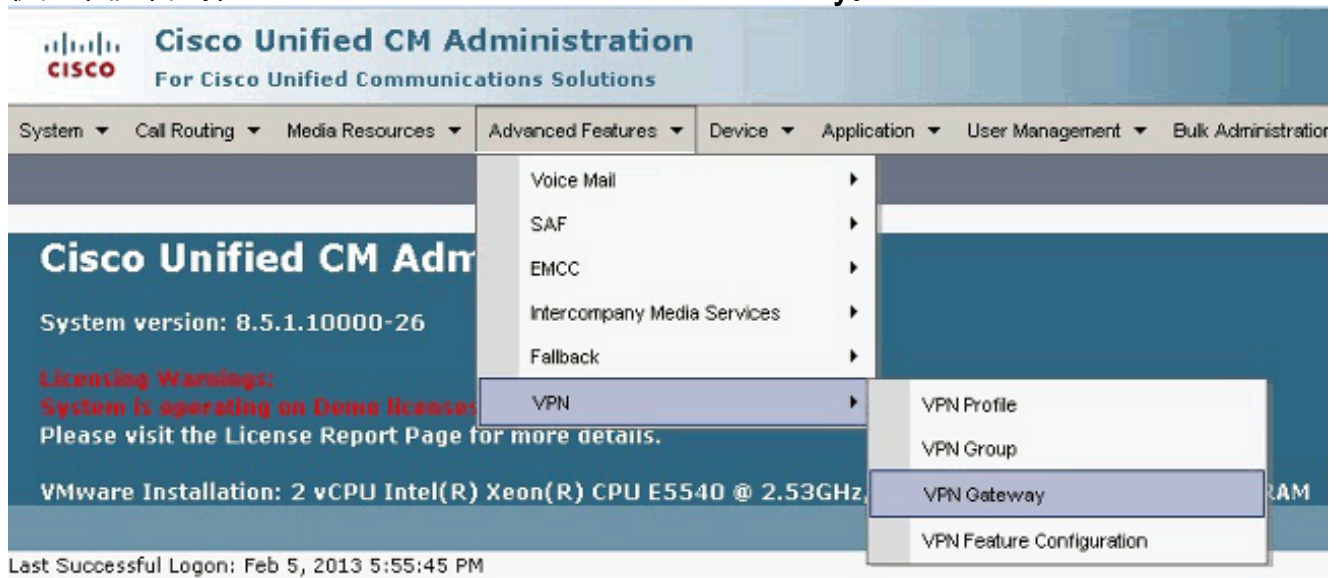 CISCO
Cisco Unified CM Administration
For Cisco Unified Communications Solutions
System
Call Routing
Media Resources
Advanced Features
Device
Application
User Management
Bulk Administration
Voice Mail
SAF
EMCC
Intercompany Media Services
Fallback
VPN
VPN Profile
VPN Group
VPN Gateway
VPN Feature Configuration
Cisco Unified CM Adm
System version: 8.5.1.10000-26
Licensing Warnings:
System is operating on Demo licenses
Please visit the License Report Page for more details.
VMware Installation: 2 vCPU Intel(R) Xeon(R) CPU E5540 @ 2.53GHz,
RAM
Last Successful Logon: Feb 5, 2013 5:55:45 PM